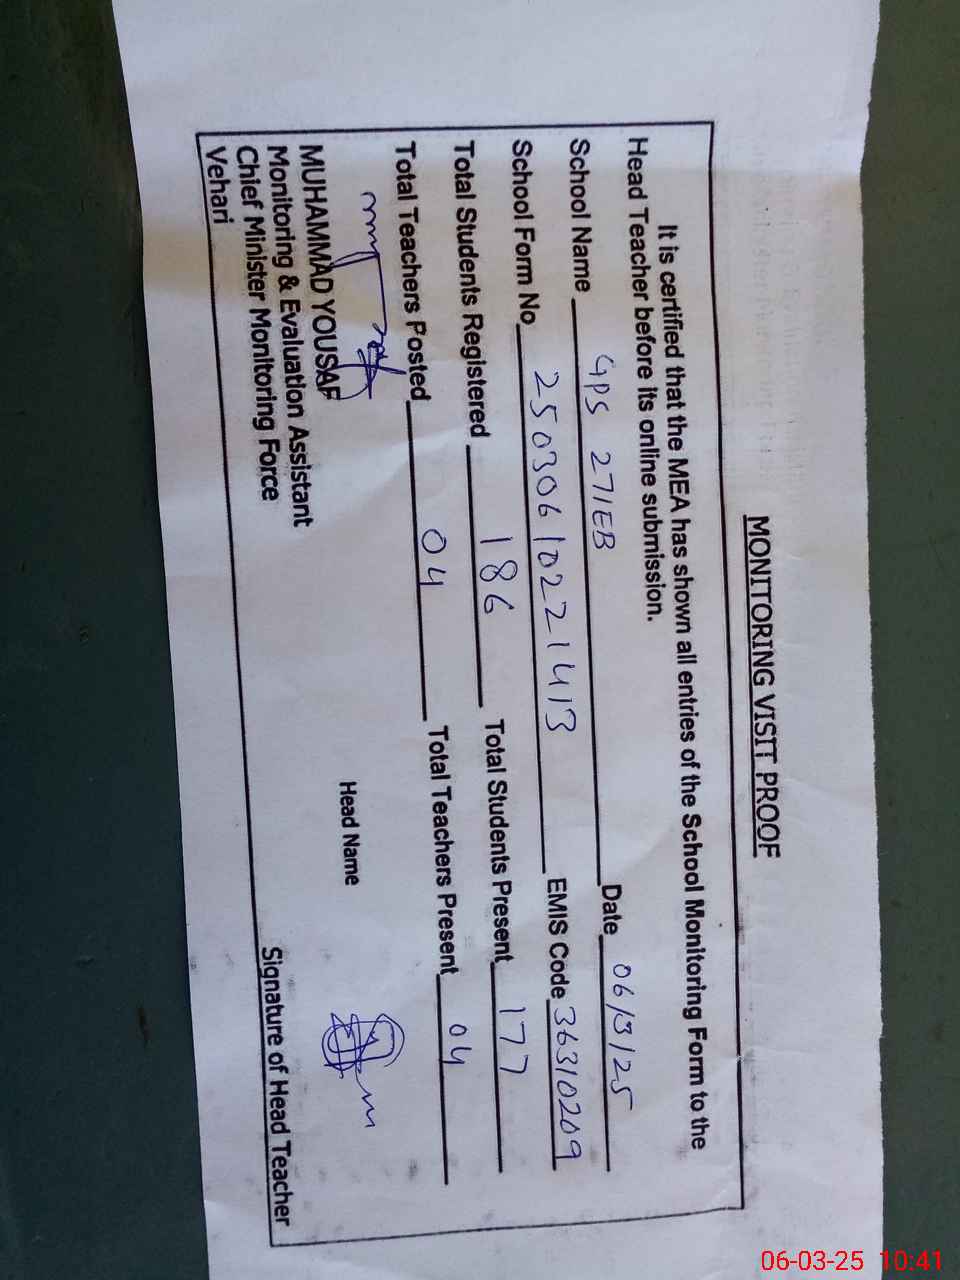 MONITORING VISIT PROOF
It is certified that the MEA has shown all entries of the School Monitoring Form to the
Head Teacher before its online submission.
School Name GPS 271EB Date 06/3/25
School Form No 25030610221413 EMIS Code 36310209
Total Students Registered 186 Total Students Present 177
Total Teachers Posted 04 Total Teachers Present 04
Head Name
MUHAMMAD YOUSAF
Monitoring & Evaluation Assistant
Chief Minister Monitoring Force
Vehari
Signature of Head Teacher
06-03-25 10:41